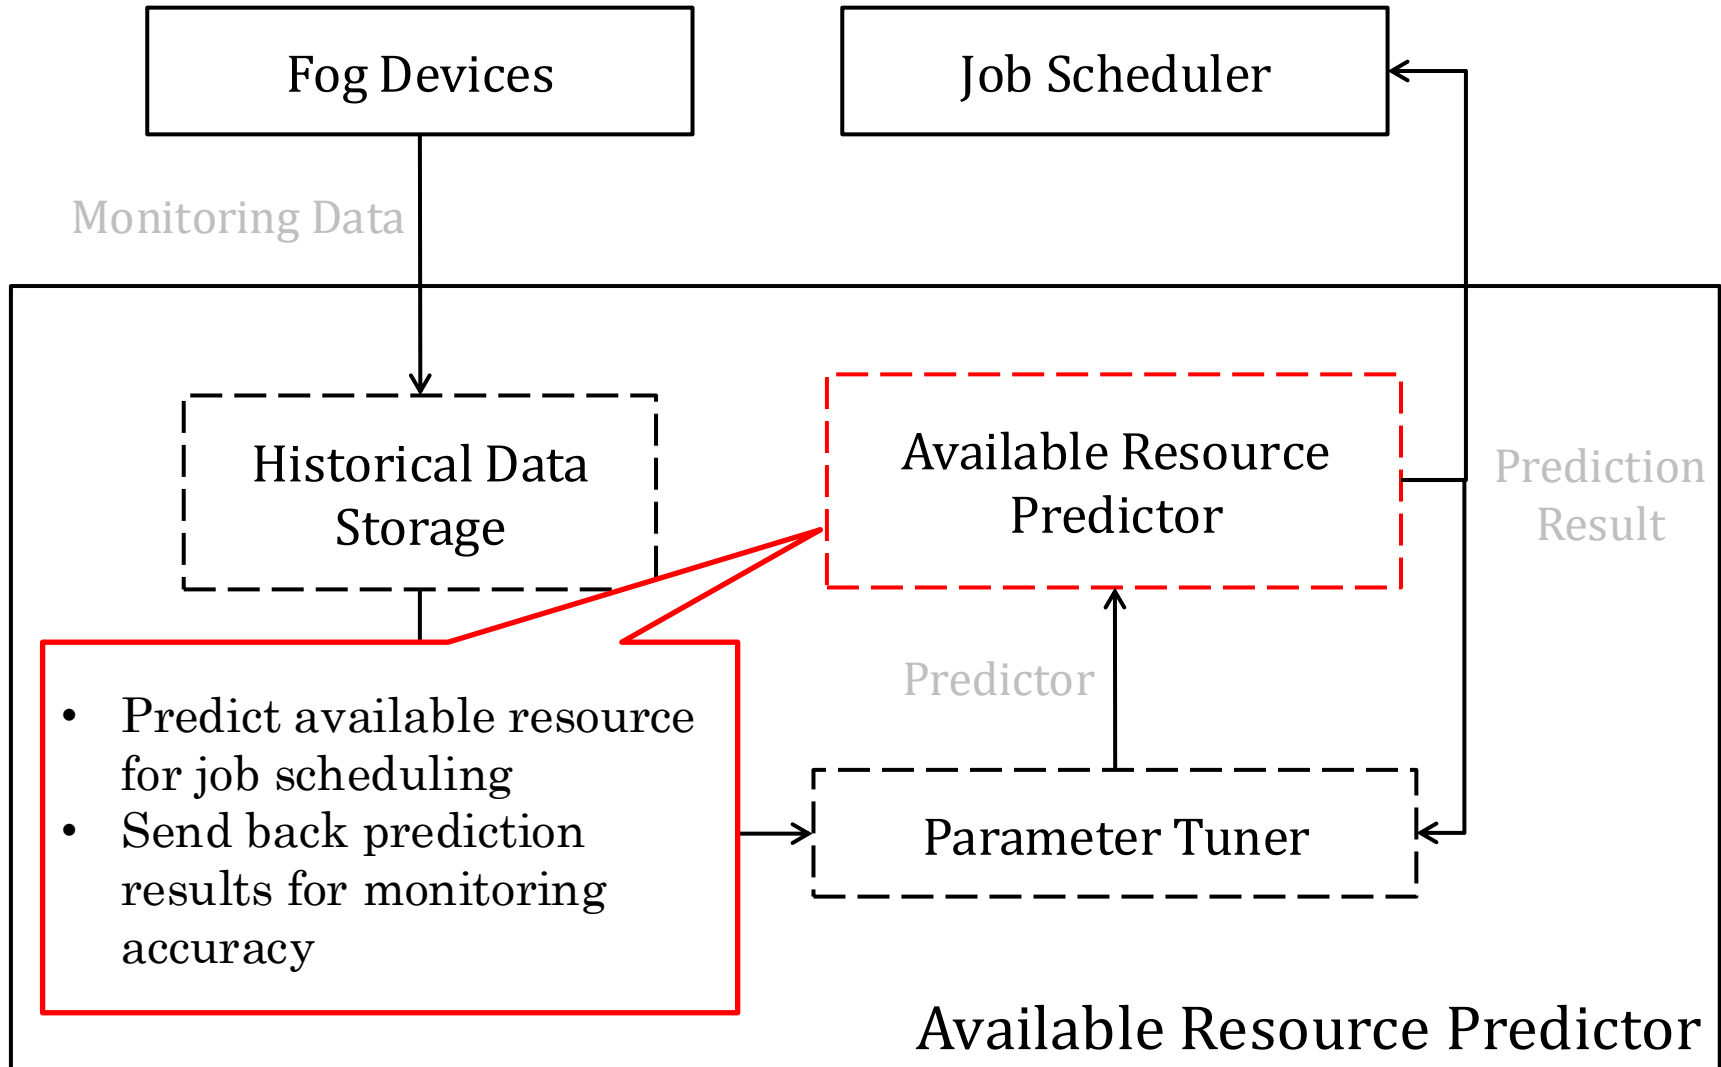 Fog Devices
Job Scheduler
Monitoring Data
Historical Data
Storage
Available Resource
Predictor
Prediction
Result
Predictor
• Predict available resource
for job scheduling
• Send back prediction
results for monitoring
accuracy
Parameter Tuner
Available Resource Predictor